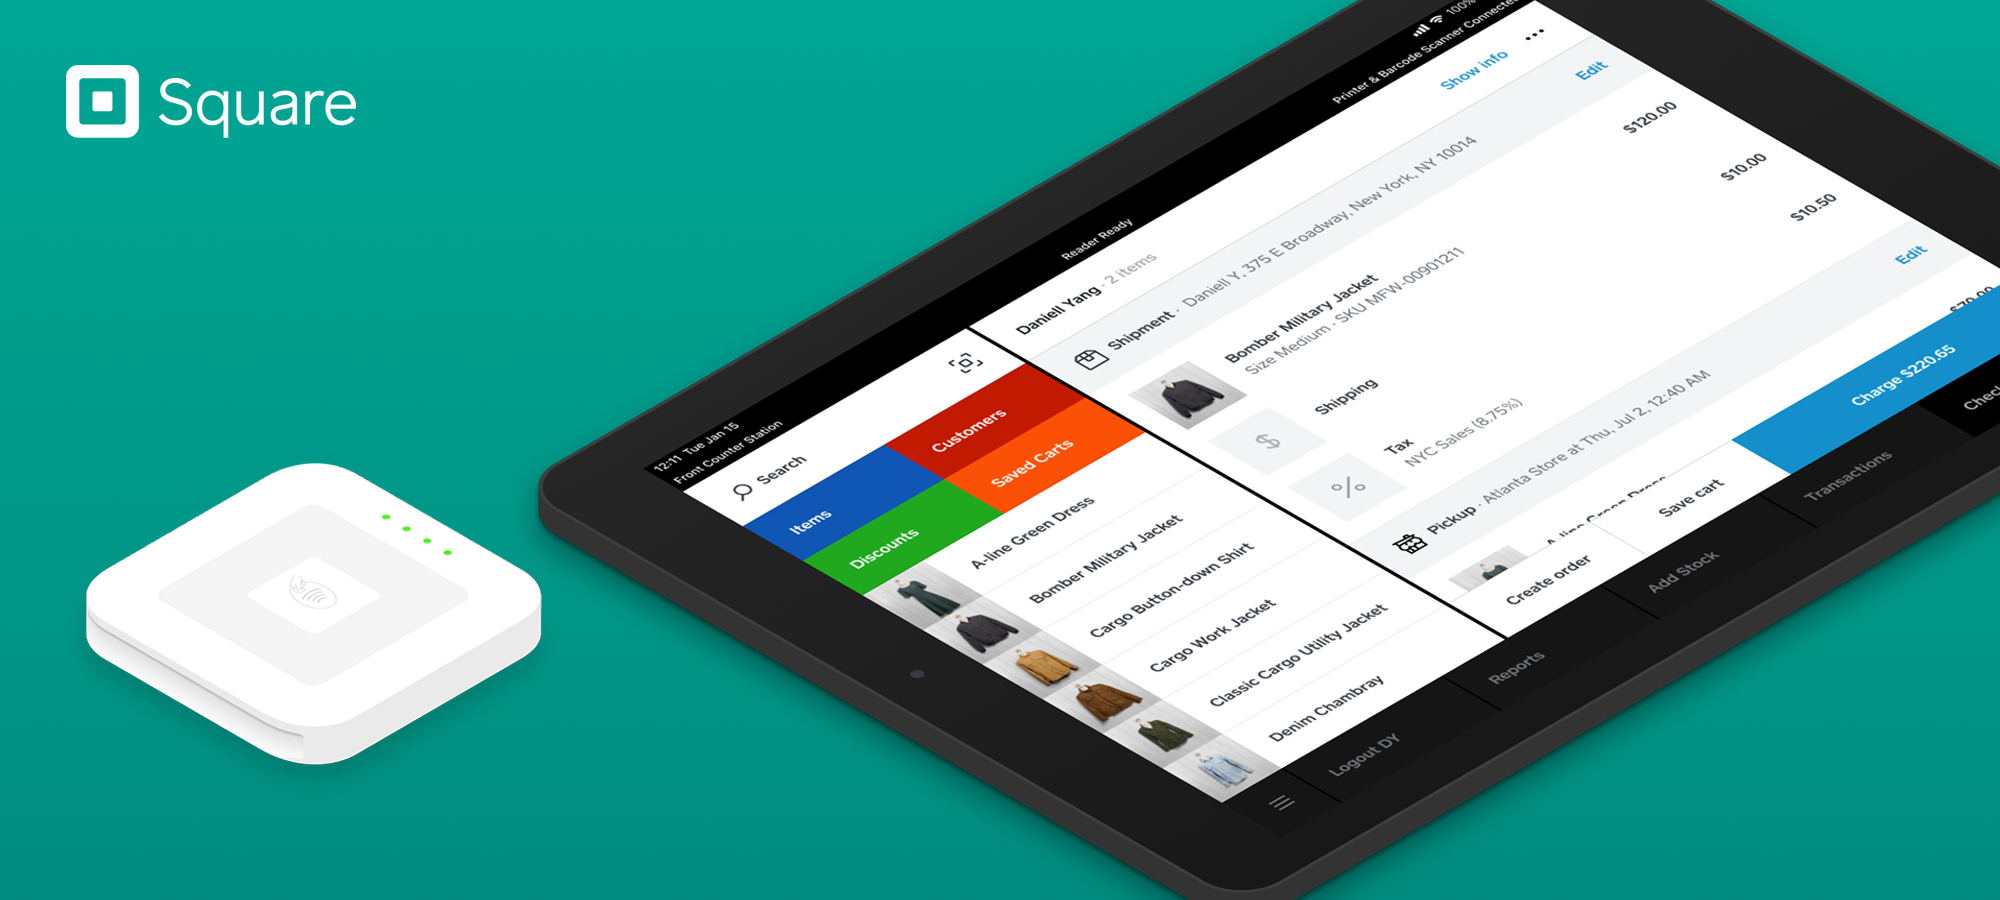 Square
12:11 Tue Jan 15
Front Counter Station
Reader Ready
100%
Printer & Barcode Scanner Connected
Search
Items
Customers
Discounts
Saved Carts
A-line Green Dress
Bomber Military Jacket
Cargo Button-down Shirt
Cargo Work Jacket
Classic Cargo Utility Jacket
Denim Chambray
Daniell Yang · 2 items
Show info
Shipment · Daniell Y, 375 E Broadway, New York, NY 10014
Edit
Bomber Military Jacket
Size Medium · SKU MFW-00901211
$120.00
Shipping
$10.00
Tax
NYC Sales (8.75%)
$10.50
Pickup · Atlanta Store at Thu, Jul 2, 12:40 AM
Edit
A-line Green Dress
Create order
Save cart
Charge $220.65
Logout DY
Reports
Add Stock
Transactions